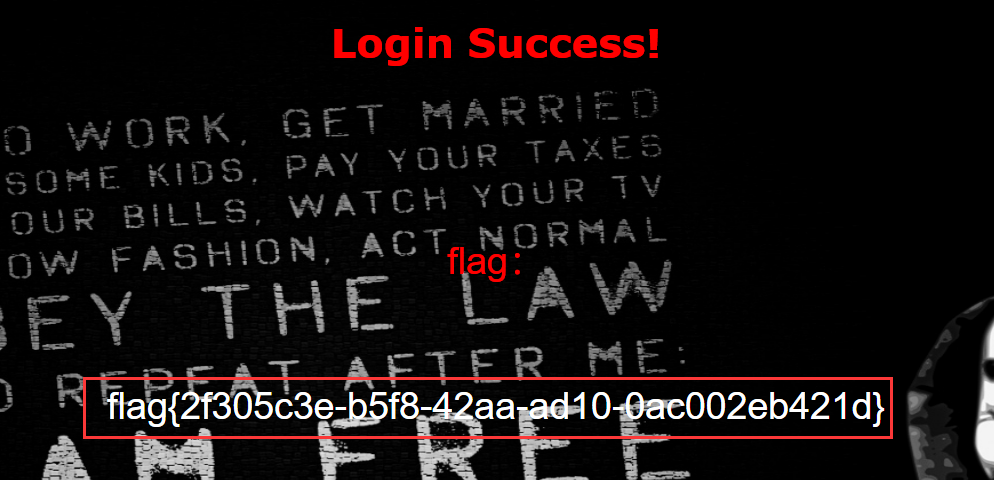 Login Success!
O WORK, GET MARRIED
SOME KIDS, PAY YOUR TAXES
OUR BILLS, WATCH YOUR TV
OW FASHION, ACT NORMAL
flag:
BEY THE LAW
D REPEAT AFTER ME:
flag{2f305c3e-b5f8-42aa-ad10-0ac002eb421d}
AM FREE